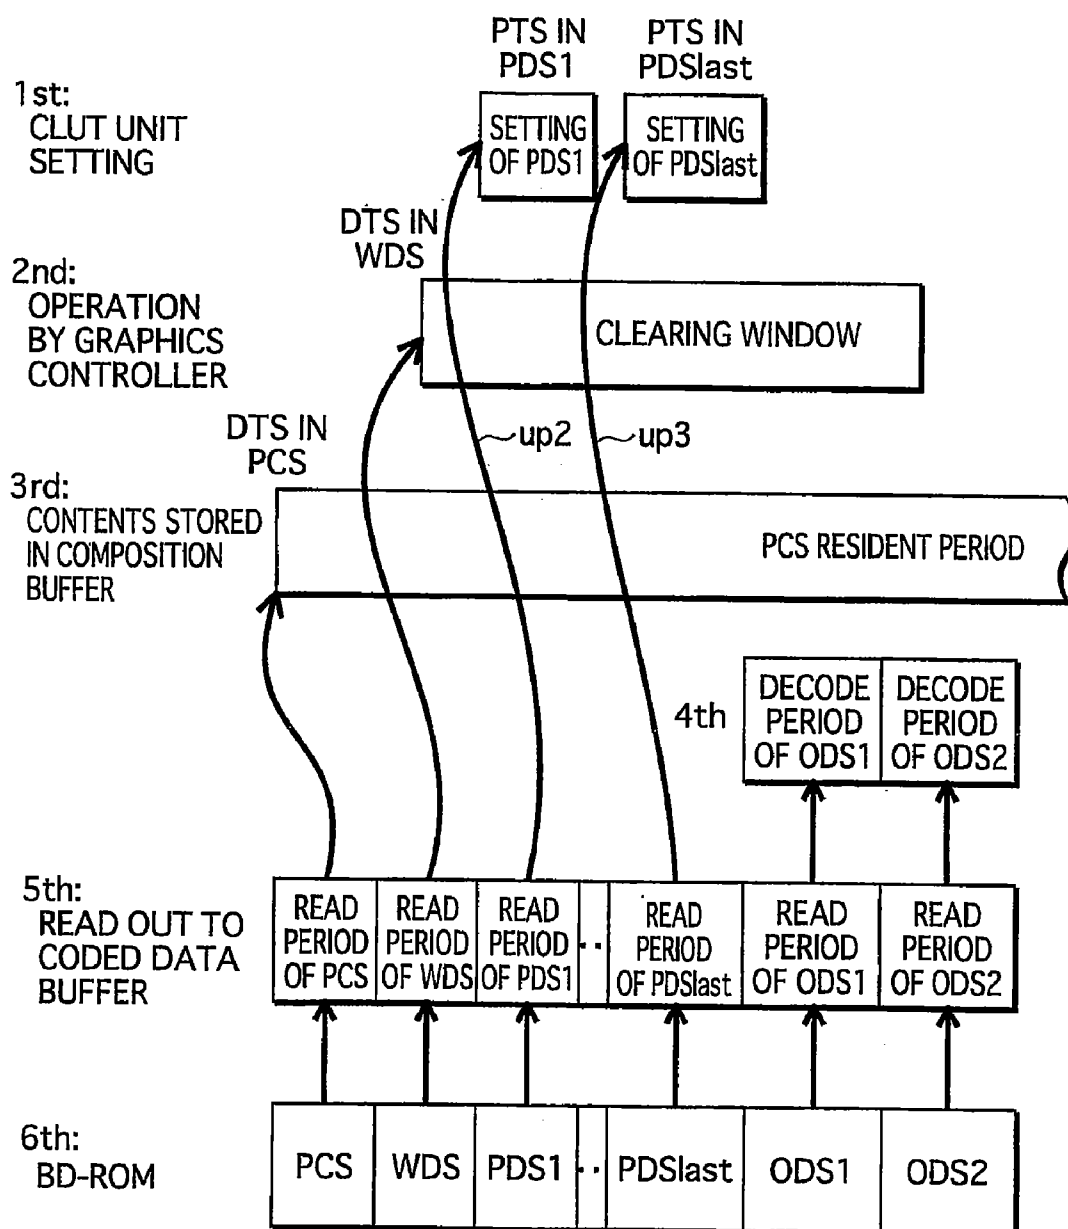 PTS IN
PDS1
PTS IN
PDSlast
1st:
CLUT UNIT
SETTING
SETTING
OF PDS1
SETTING
OF PDSlast
DTS IN
WDS
2nd:
OPERATION
BY GRAPHICS
CONTROLLER
CLEARING WINDOW
DTS IN
PCS
up2
up3
3rd:
CONTENTS STORED
IN COMPOSITION
BUFFER
PCS RESIDENT PERIOD
4th
DECODE
PERIOD
OF ODS1
DECODE
PERIOD
OF ODS2
5th:
READ OUT TO
CODED DATA
BUFFER
READ
PERIOD
OF PCS
READ
PERIOD
OF WDS
READ
PERIOD
OF PDS1
··
READ
PERIOD
OF PDSlast
READ
PERIOD
OF ODS1
READ
PERIOD
OF ODS2
6th:
BD-ROM
PCS
WDS
PDS1
··
PDSlast
ODS1
ODS2